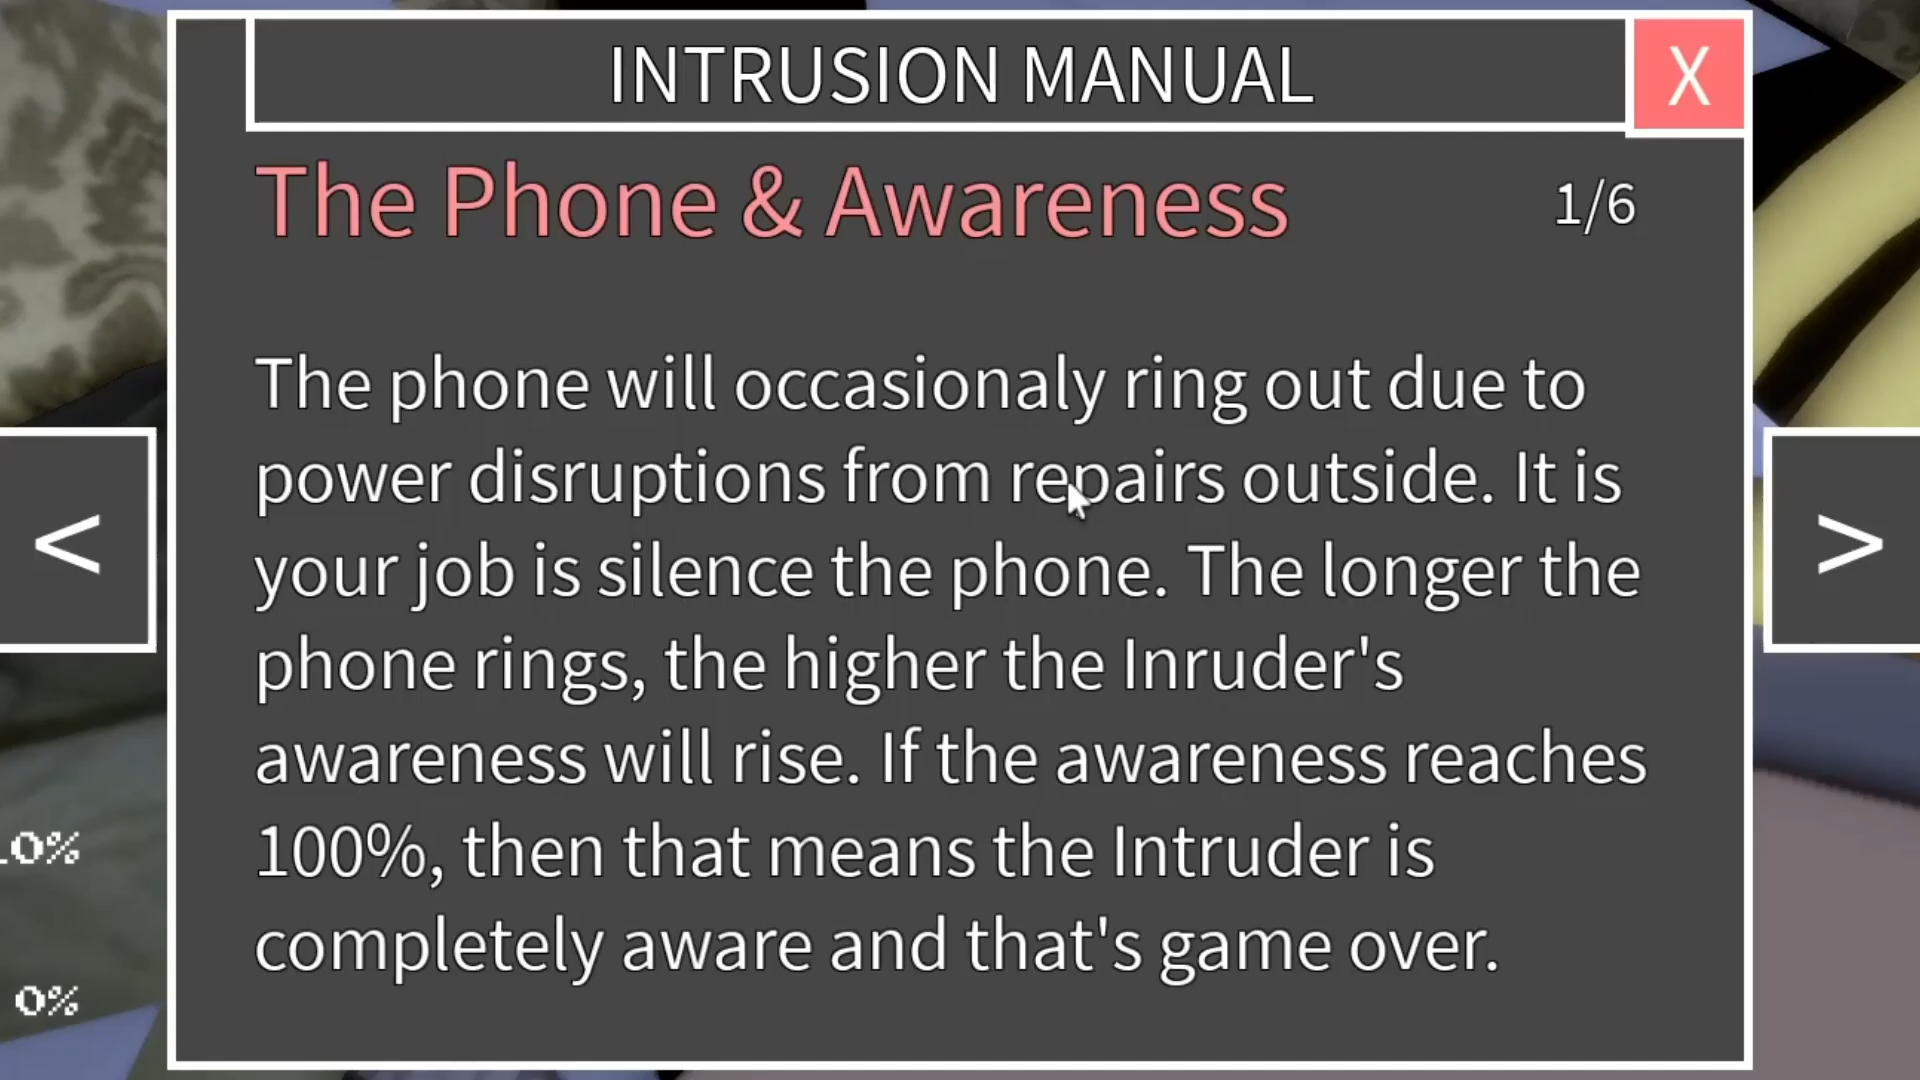 INTRUSION MANUAL
X
The Phone & Awareness
1/6
The phone will occasionaly ring out due to
power disruptions from repairs outside. It is
your job is silence the phone. The longer the
phone rings, the higher the Inruder's
awareness will rise. If the awareness reaches
100%, then that means the Intruder is
completely aware and that's game over.
<
>
0%